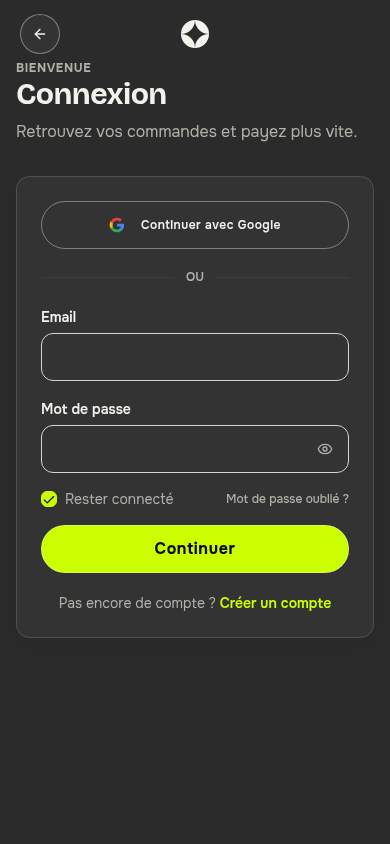 BIENVENUE
Connexion
Retrouvez vos commandes et payez plus vite.
Continuer avec Google
OU
Email
Mot de passe
Rester connecté
Mot de passe oublié ?
Continuer
Pas encore de compte ? Créer un compte